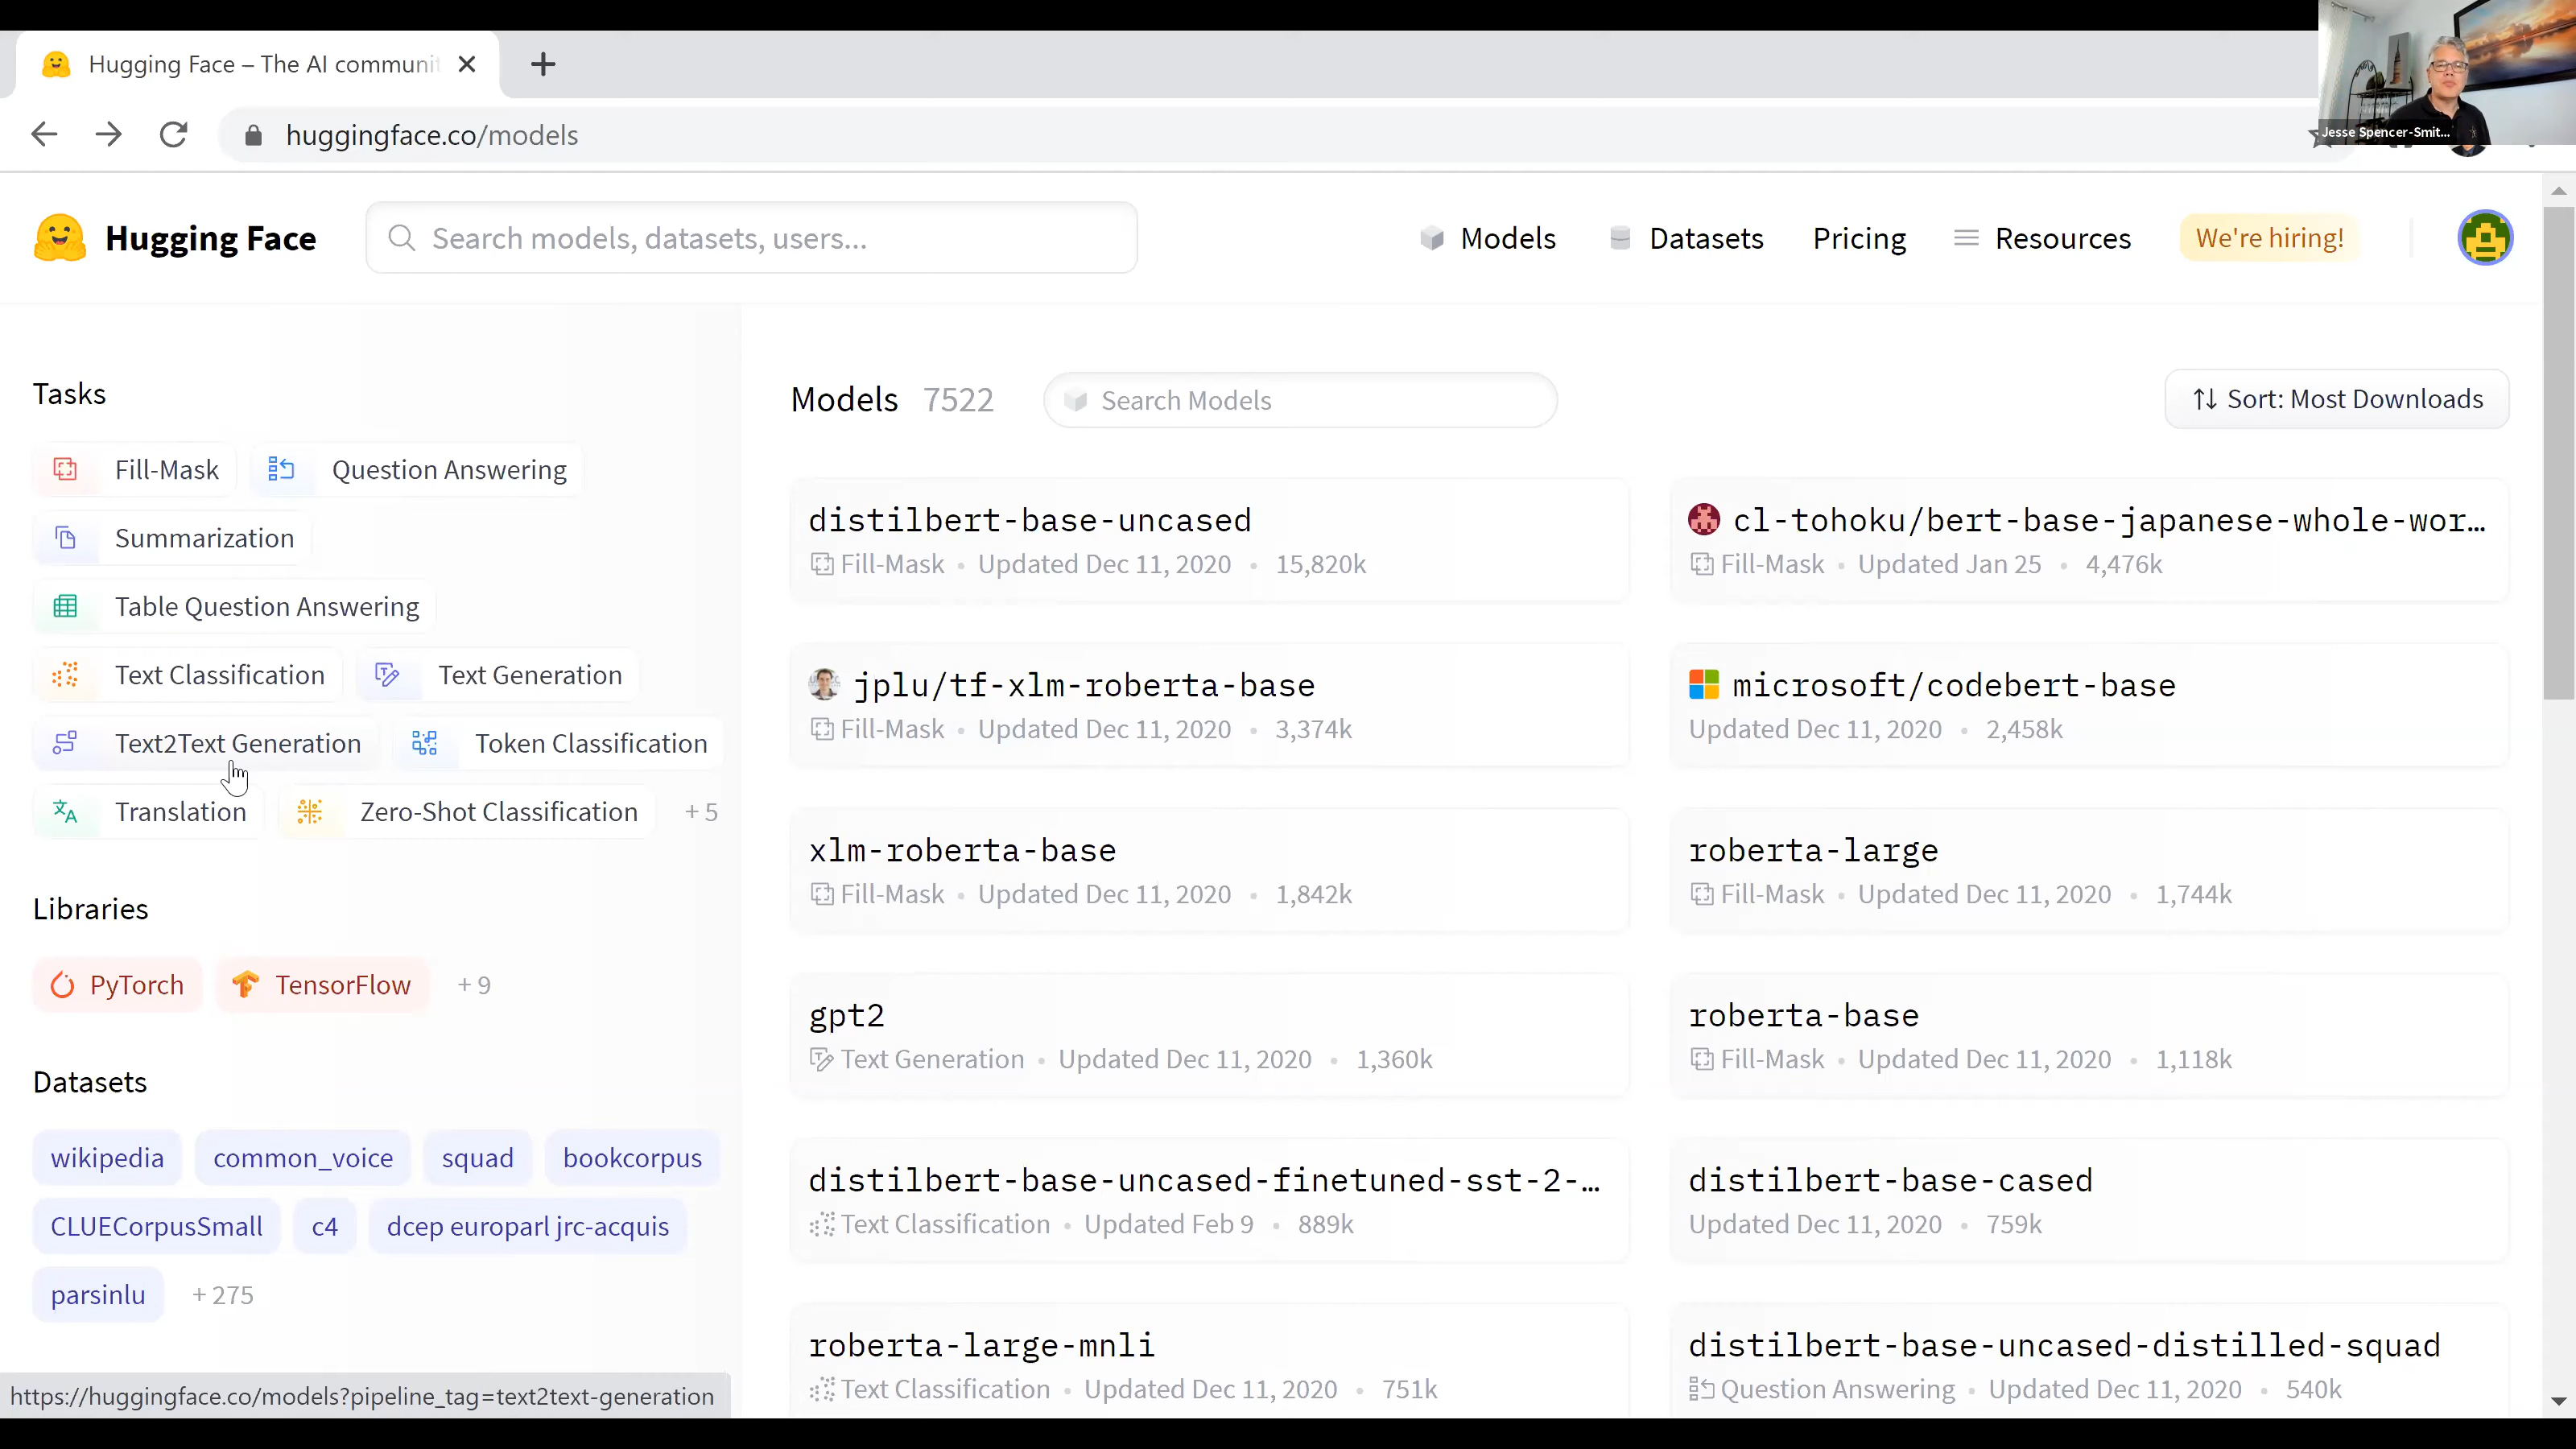 Hugging Face – The AI communit
huggingface.co/models
Jesse Spencer-Smit...
Hugging Face
Search models, datasets, users...
Models
Datasets
Pricing
Resources
We're hiring!
Tasks
Fill-Mask
Question Answering
Summarization
Table Question Answering
Text Classification
Text Generation
Text2Text Generation
Token Classification
Translation
Zero-Shot Classification
+ 5
Libraries
PyTorch
TensorFlow
+ 9
Datasets
wikipedia
common_voice
squad
bookcorpus
CLUECorpusSmall
c4
dcep europarl jrc-acquis
parsinlu
+ 275
https://huggingface.co/models?pipeline_tag=text2text-generation
Models 7522
Search Models
Sort: Most Downloads
distilbert-base-uncased
Fill-Mask • Updated Dec 11, 2020 • 15,820k
cl-tohoku/bert-base-japanese-whole-wor...
Fill-Mask • Updated Jan 25 • 4,476k
jplu/tf-xlm-roberta-base
Fill-Mask • Updated Dec 11, 2020 • 3,374k
microsoft/codebert-base
Updated Dec 11, 2020 • 2,458k
xlm-roberta-base
Fill-Mask • Updated Dec 11, 2020 • 1,842k
roberta-large
Fill-Mask • Updated Dec 11, 2020 • 1,744k
gpt2
Text Generation • Updated Dec 11, 2020 • 1,360k
roberta-base
Fill-Mask • Updated Dec 11, 2020 • 1,118k
distilbert-base-uncased-finetuned-sst-2-...
Text Classification • Updated Feb 9 • 889k
distilbert-base-cased
Updated Dec 11, 2020 • 759k
roberta-large-mnli
Text Classification • Updated Dec 11, 2020 • 751k
distilbert-base-uncased-distilled-squad
Question Answering • Updated Dec 11, 2020 • 540k